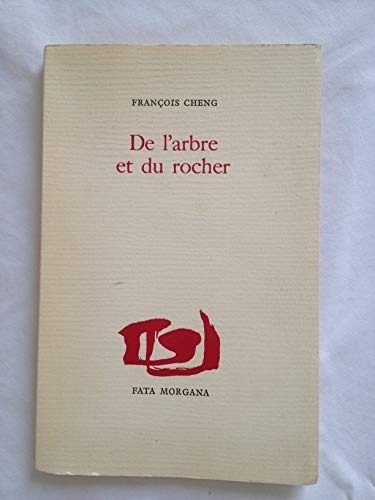 FRANÇOIS CHENG
De l'arbre
et du rocher
FATA MORGANA